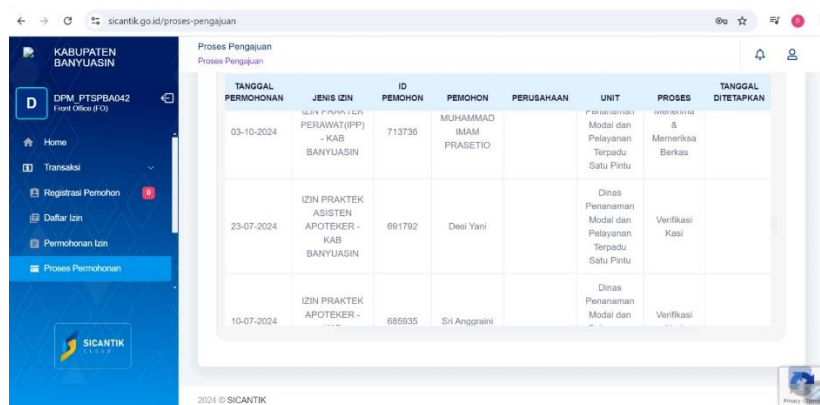 sicantik.go.id/proses-pengajuan
KABUPATEN
BANYUASIN
D
DPM_PTSPBA042
Front Office (FO)
Home
Transaksi
Registrasi Pemohon 0
Daftar Izin
Permohonan Izin
Proses Permohonan
SICANTIK
CLOUD
Proses Pengajuan
Proses Pengajuan
TANGGAL PERMOHONAN
JENIS IZIN
ID PEMOHON
PEMOHON
PERUSAHAAN
UNIT
PROSES
TANGGAL DITETAPKAN
03-10-2024
IZIN PRAKTEK
PERAWAT(IPP)
- KAB
BANYUASIN
713736
MUHAMMAD
IMAM
PRASETIO
Penanaman
Modal dan
Pelayanan
Terpadu
Satu Pintu
Menerima
&
Memeriksa
Berkas
23-07-2024
IZIN PRAKTEK
ASISTEN
APOTEKER -
KAB
BANYUASIN
691792
Desi Yani
Dinas
Penanaman
Modal dan
Pelayanan
Terpadu
Satu Pintu
Verifikasi
Kasi
10-07-2024
IZIN PRAKTEK
APOTEKER -
685935
Sri Anggraini
Dinas
Penanaman
Modal dan
Verifikasi
2024 © SICANTIK